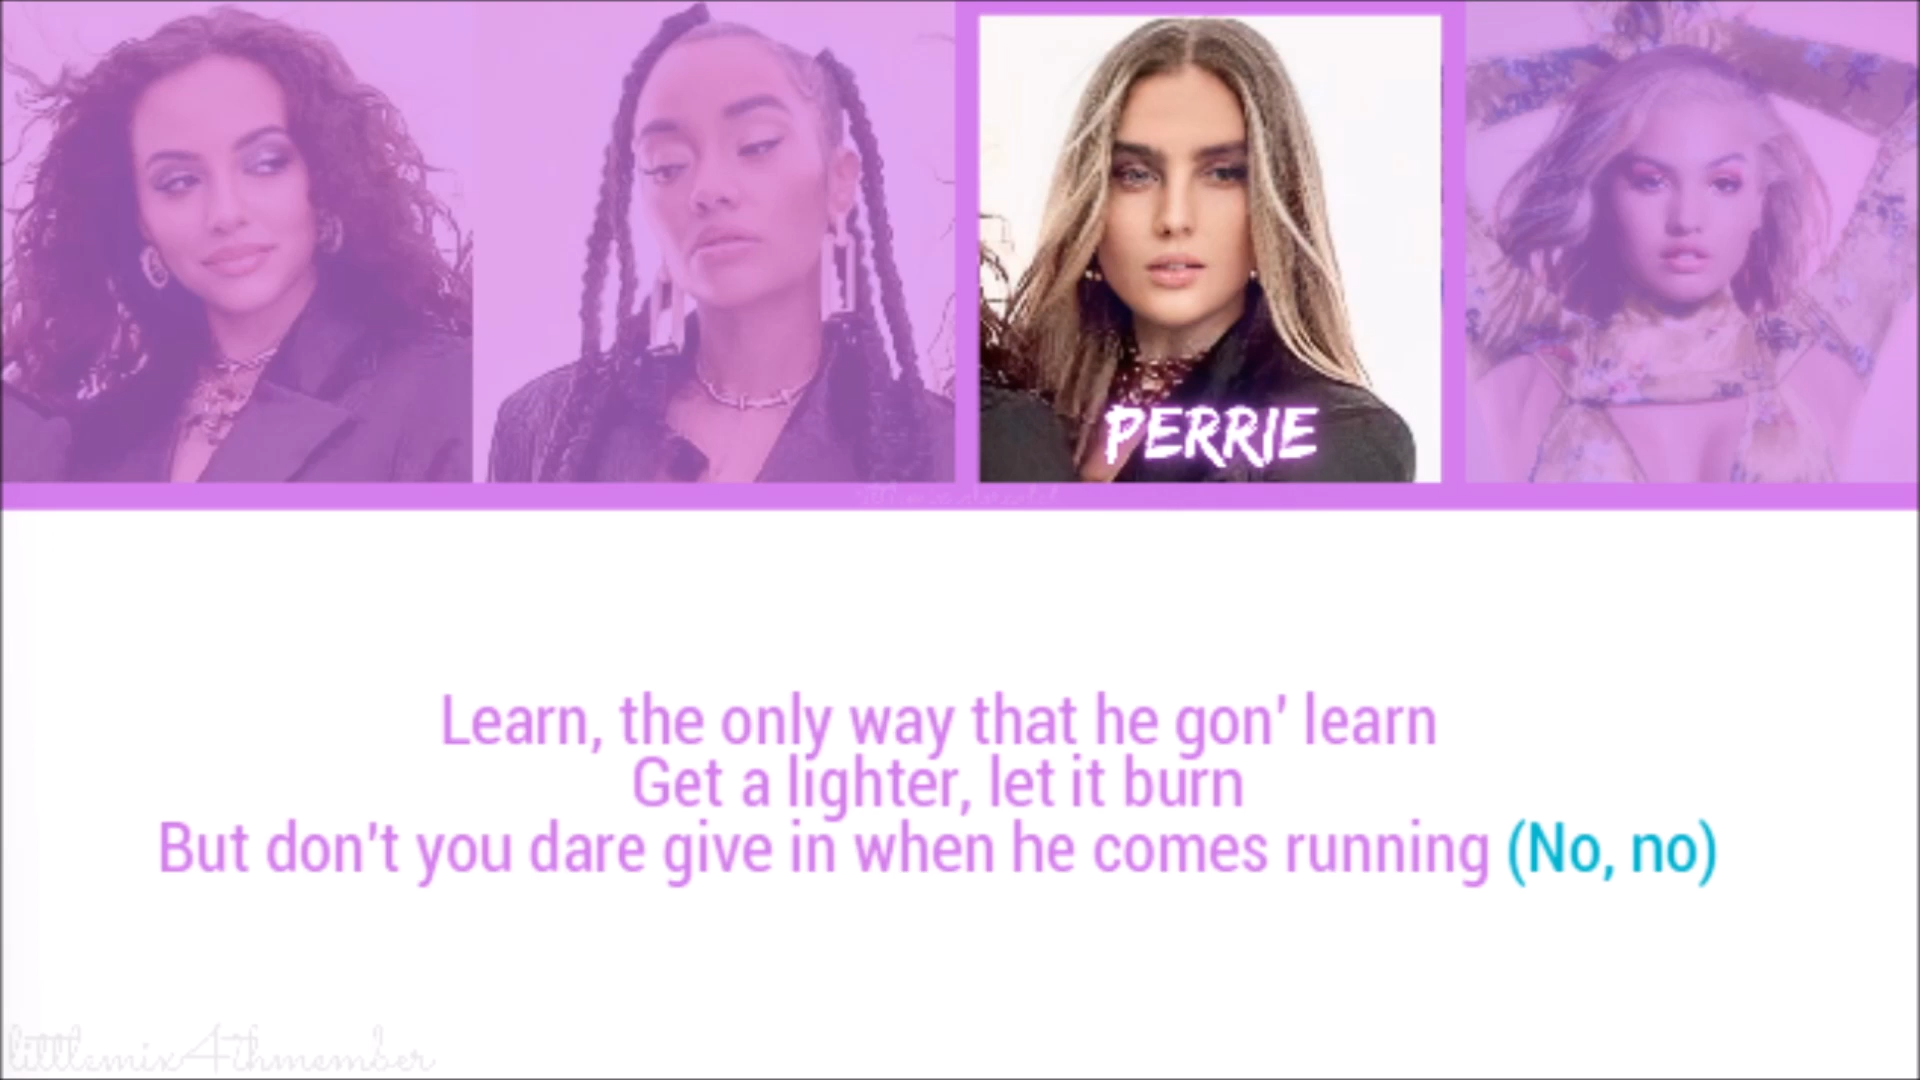 PERRIE
Learn, the only way that he gon' learn
Get a lighter, let it burn
But don't you dare give in when he comes running (No, no)
littlemix4thmember